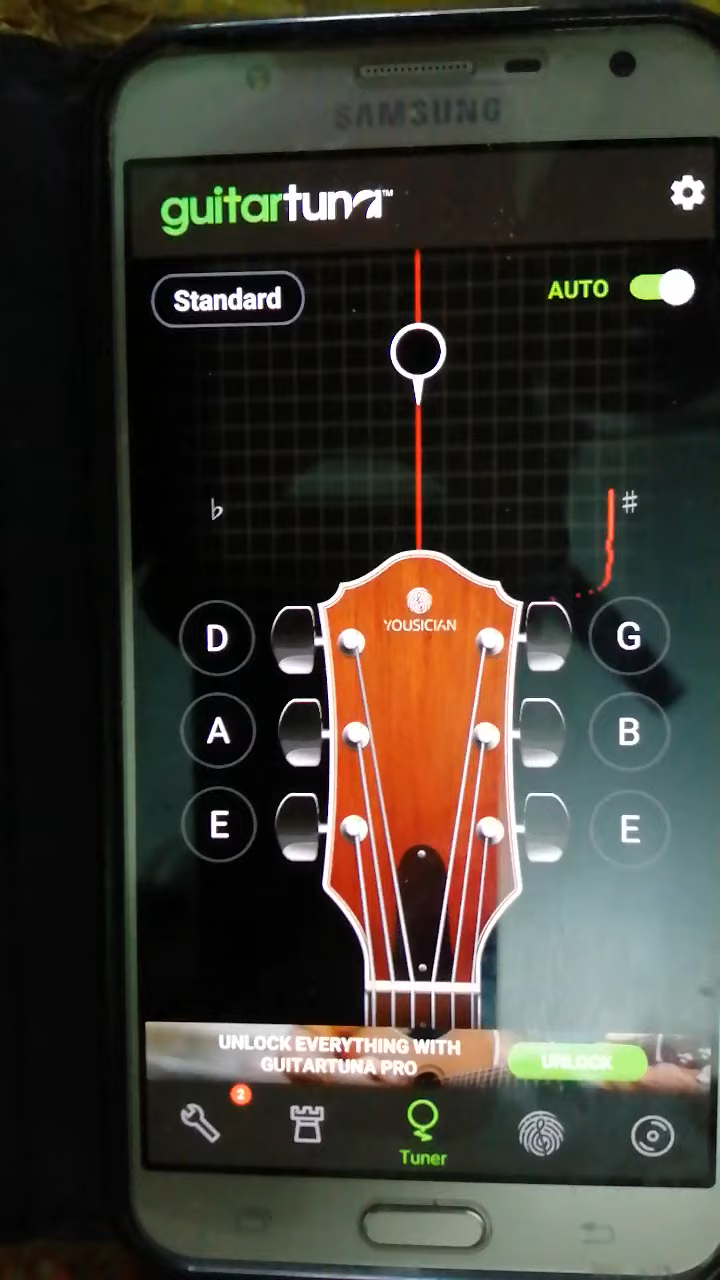 SAMSUNG
guitartuna™
Standard
AUTO
♭
#
YOUSICIAN
D
G
A
B
E
E
UNLOCK EVERYTHING WITH
GUITARTUNA PRO
UNLOCK
2
Tuner